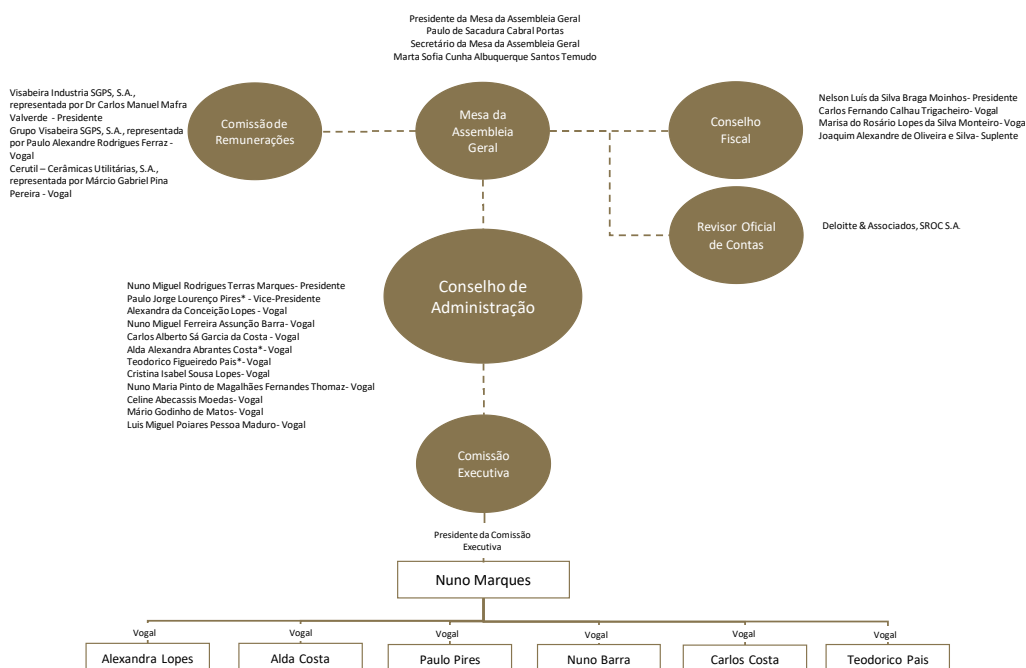 Presidente da Mesa da Assembleia Geral
Paulo de Sacadura Cabral Portas
Secretário da Mesa da Assembleia Geral
Marta Sofia Cunha Albuquerque Santos Temudo
Visabeira Industria SGPS, S.A.,
representada por Dr Carlos Manuel Mafra
Valverde - Presidente
Grupo Visabeira SGPS, S.A., representada
por Paulo Alexandre Rodrigues Ferraz -
Vogal
Cerutil – Cerâmicas Utilitárias, S.A.,
representada por Márcio Gabriel Pina
Pereira - Vogal
Comissão de
Remunerações
Mesa da
Assembleia
Geral
Conselho
Fiscal
Nelson Luís da Silva Braga Moinhos- Presidente
Carlos Fernando Calhau Trigacheiro- Vogal
Marisa do Rosário Lopes da Silva Monteiro- Voga
Joaquim Alexandre de Oliveira e Silva- Suplente
Revisor Oficial
de Contas
Deloitte & Associados, SROC S.A.
Conselho de
Administração
Nuno Miguel Rodrigues Terras Marques- Presidente
Paulo Jorge Lourenço Pires* - Vice-Presidente
Alexandra da Conceição Lopes - Vogal
Nuno Miguel Ferreira Assunção Barra- Vogal
Carlos Alberto Sá Garcia da Costa - Vogal
Alda Alexandra Abrantes Costa*- Vogal
Teodorico Figueiredo Pais*- Vogal
Cristina Isabel Sousa Lopes- Vogal
Nuno Maria Pinto de Magalhães Fernandes Thomaz- Vogal
Celine Abecassis Moedas- Vogal
Mário Godinho de Matos- Vogal
Luis Miguel Poiares Pessoa Maduro- Vogal
Comissão
Executiva
Presidente da Comissão
Executiva
Nuno Marques
Vogal
Vogal
Vogal
Vogal
Vogal
Vogal
Alexandra Lopes
Alda Costa
Paulo Pires
Nuno Barra
Carlos Costa
Teodorico Pais